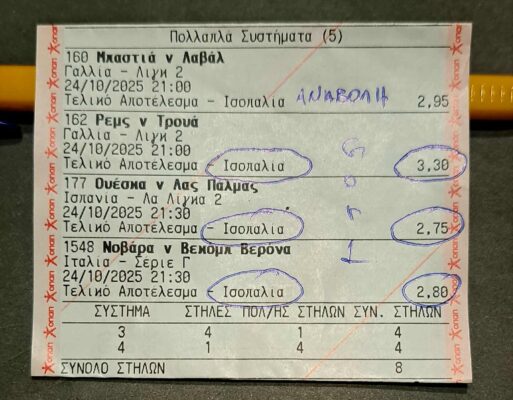 Πολλαπλά Συστήματα (5)
160 Μπαστιά ν Λαβάλ
Γαλλία - Λιγκ 2
24/10/2025 21:00
Τελικό Αποτέλεσμα - Ισοπαλία ΑΝΑΒΟΛΗ 2,95
162 Ρεμς ν Τρουά
Γαλλία - Λιγκ 2
24/10/2025 21:00
Τελικό Αποτέλεσμα - Ισοπαλία 3,30
177 Ουέσκα ν Λας Πάλμας
Ισπανία - Λα Λίγκα 2
24/10/2025 21:30
Τελικό Αποτέλεσμα - Ισοπαλία 2,75
1548 Νοβάρα ν Βεκομπ Βερόνα
Ιταλία - Σέριε Γ
24/10/2025 21:30
Τελικό Αποτέλεσμα - Ισοπαλία 2,80
ΣΥΣΤΗΜΑ ΣΤΗΛΕΣ ΠΟΛ/ΗΣ ΣΤΗΛΩΝ ΣΥΝ. ΣΤΗΛΩΝ
3 4 1 4
4 1 4 4
ΣΥΝΟΛΟ ΣΤΗΛΩΝ 8